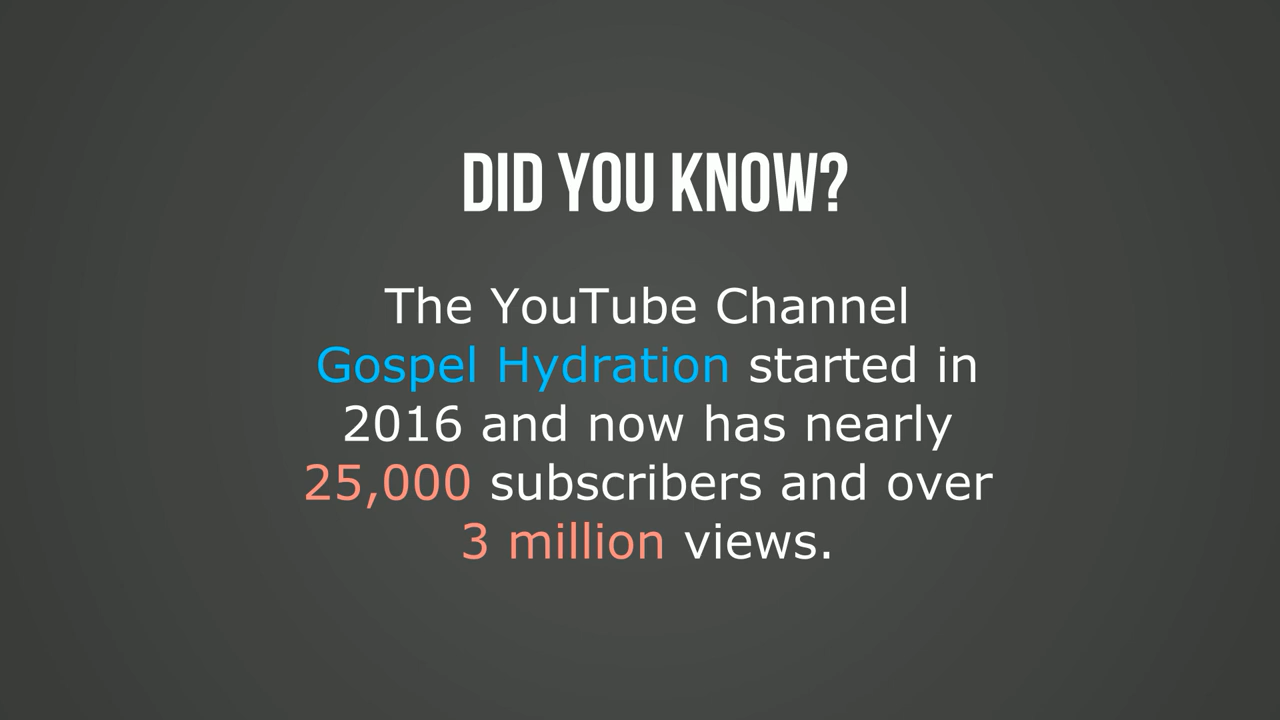 DID YOU KNOW?
The YouTube Channel
Gospel Hydration started in
2016 and now has nearly
25,000 subscribers and over
3 million views.